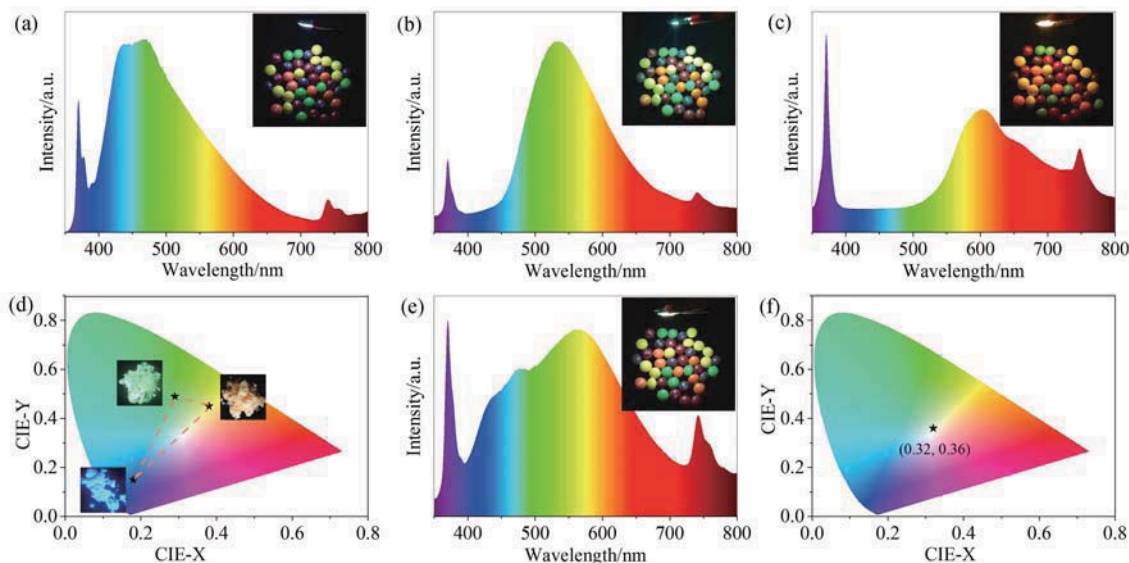 (a)
Intensity/a.u.
400 500 600 700 800
Wavelength/nm
(b)
Intensity/a.u.
400 500 600 700 800
Wavelength/nm
(c)
Intensity/a.u.
400 500 600 700 800
Wavelength/nm
(d)
CIE-Y
0.8
0.6
0.4
0.2
0.0
0.0 0.2 0.4 0.6 0.8
CIE-X
(e)
Intensity/a.u.
400 500 600 700 800
Wavelength/nm
(f)
CIE-Y
0.8
0.6
0.4
0.2
0.0
(0.32, 0.36)
0.0 0.2 0.4 0.6 0.8
CIE-X